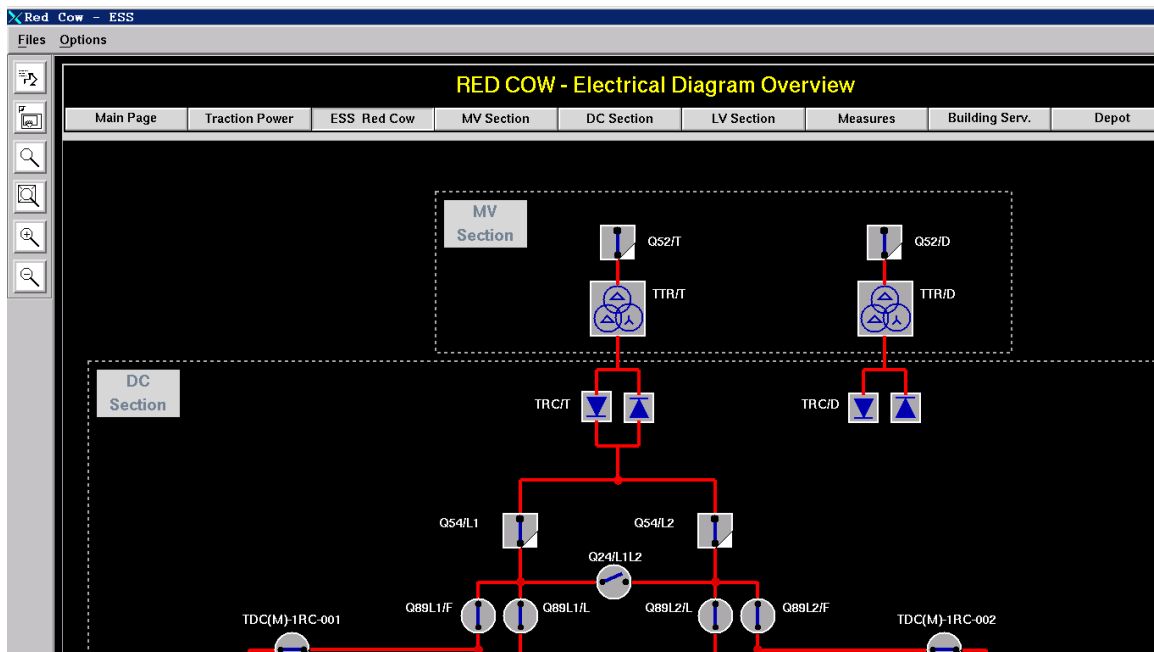 Red Cow - ESS
Files Options
RED COW - Electrical Diagram Overview
Main Page Traction Power ESS Red Cow MV Section DC Section LV Section Measures Building Serv. Depot
MV
Section
Q52/T
Q52/D
TTR/T
TTR/D
DC
Section
TRC/T
TRC/D
Q54/L1
Q54/L2
Q24/L1L2
Q89L1/F
Q89L1/L
Q89L2/L
Q89L2/F
TDC(M)-1RC-001
TDC(M)-1RC-002